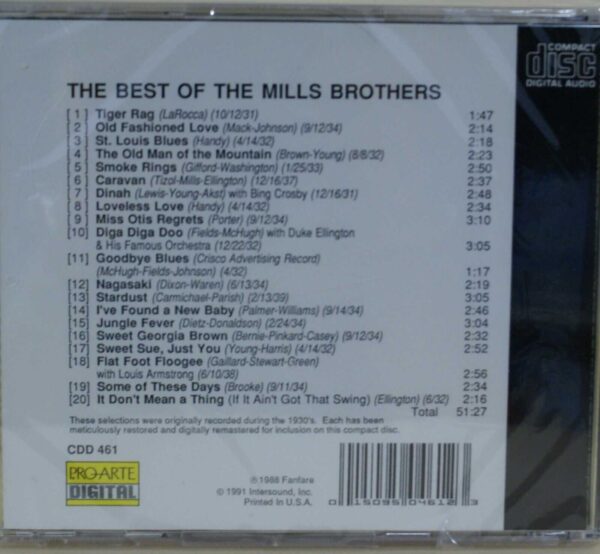 COMPACT
disc
DIGITAL AUDIO
THE BEST OF THE MILLS BROTHERS
[ 1 ] Tiger Rag (LaRocca) (10/12/31) 1:47
[ 2 ] Old Fashioned Love (Mack-Johnson) (9/12/34) 2:14
[ 3 ] St. Louis Blues (Handy) (4/14/32) 2:18
[ 4 ] The Old Man of the Mountain (Brown-Young) (6/8/32) 2:23
[ 5 ] Smoke Rings (Gifford-Washington) (1/25/33) 2:50
[ 6 ] Caravan (Tizol-Mills-Ellington) (12/16/37) 2:37
[ 7 ] Dinah (Lewis-Young-Akst) with Bing Crosby (12/16/31) 2:48
[ 8 ] Loveless Love (Handy) (4/14/32) 2:34
[ 9 ] Miss Otis Regrets (Porter) (9/12/34) 3:10
[10] Diga Diga Doo (Fields-McHugh) with Duke Ellington
& His Famous Orchestra (12/22/32) 3:05
[11] Goodbye Blues (Crisco Advertising Record)
(McHugh-Fields-Johnson) (4/32) 1:17
[12] Nagasaki (Dixon-Waren) (6/13/34) 2:19
[13] Stardust (Carmichael-Parish) (2/13/39) 3:05
[14] I've Found a New Baby (Palmer-Williams) (9/14/34) 2:46
[15] Jungle Fever (Dietz-Donaldson) (2/24/34) 3:04
[16] Sweet Georgia Brown (Bernie-Pinkard-Casey) (9/12/34) 2:32
[17] Sweet Sue, Just You (Young-Harris) (4/14/32) 2:52
[18] Flat Foot Floogee (Gaillard-Stewart-Green)
with Louis Armstrong (6/10/38) 2:56
[19] Some of These Days (Brooke) (9/11/34) 2:34
[20] It Don't Mean a Thing (If It Ain't Got That Swing) (Ellington) (6/32) 2:16
Total 51:27
These selections were originally recorded during the 1930's. Each has been
meticulously restored and digitally remastered for inclusion on this compact disc.
CDD 461
PRO-ARTE
DIGITAL
℗ 1988 Fanfare
© 1991 Intersound, Inc.
Printed in U.S.A.
0 15095 04612 3